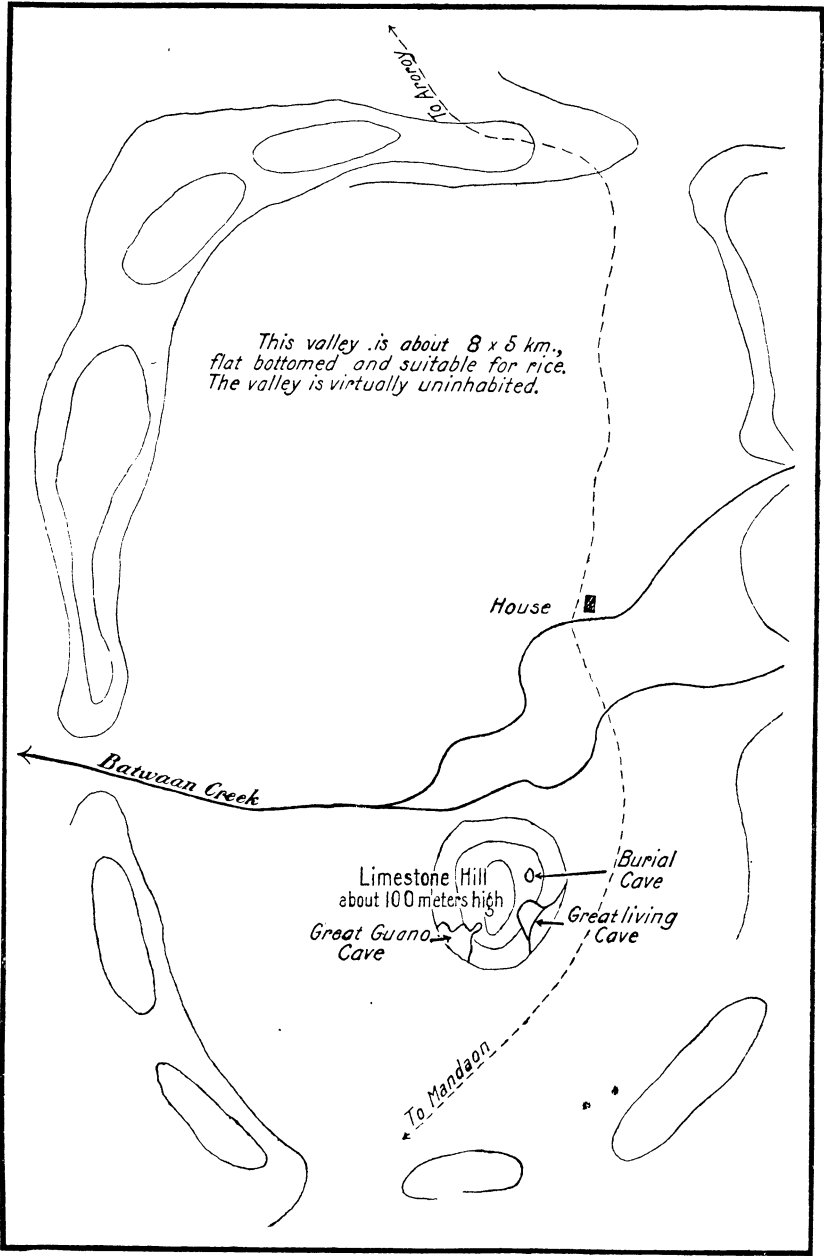 To Aroroy
This valley .is about 8 x 5 km.,
flat bottomed and suitable for rice.
The valley is virtually uninhabited.
House
Batwaan Creek
Limestone Hill
about 100 meters high
Burial
Cave
Great living
Cave
Great Guano
Cave
To Mandaon